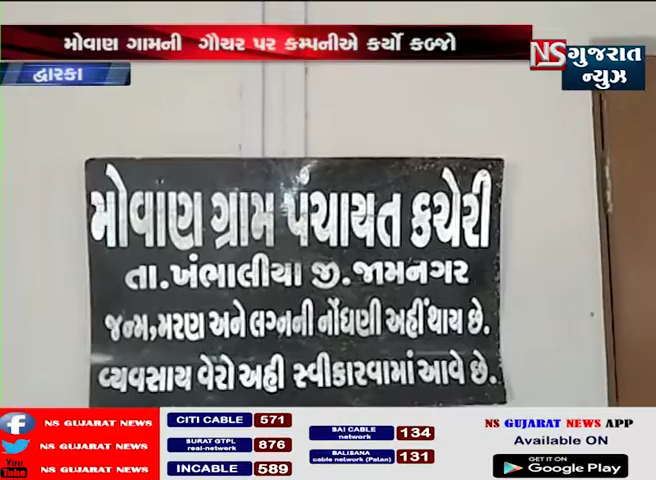 મોવાણ ગામની ગૌચર પર કમ્પનીએ કર્યો કબ્જો
NS ગુજરાત
ન્યુઝ
દ્વારકા
મોવાણ ગ્રામ પંચાયત કચેરી
તા.ખંભાલીયા જી.જામનગર
જન્મ,મરણ અને લગ્નની નોંધણી અહીં થાય છે.
વ્યવસાય વેરો અહી સ્વીકારવામાં આવે છે.
NS GUJARAT NEWS
NS GUJARAT NEWS
You Tube NS GUJARAT NEWS
CITI CABLE 571
SURAT GTPL real-network 876
INCABLE 589
SAI CABLE network 134
BALISANA cable network (Patan) 131
NS GUJARAT NEWS APP
Available ON
GET IT ON
Google Play